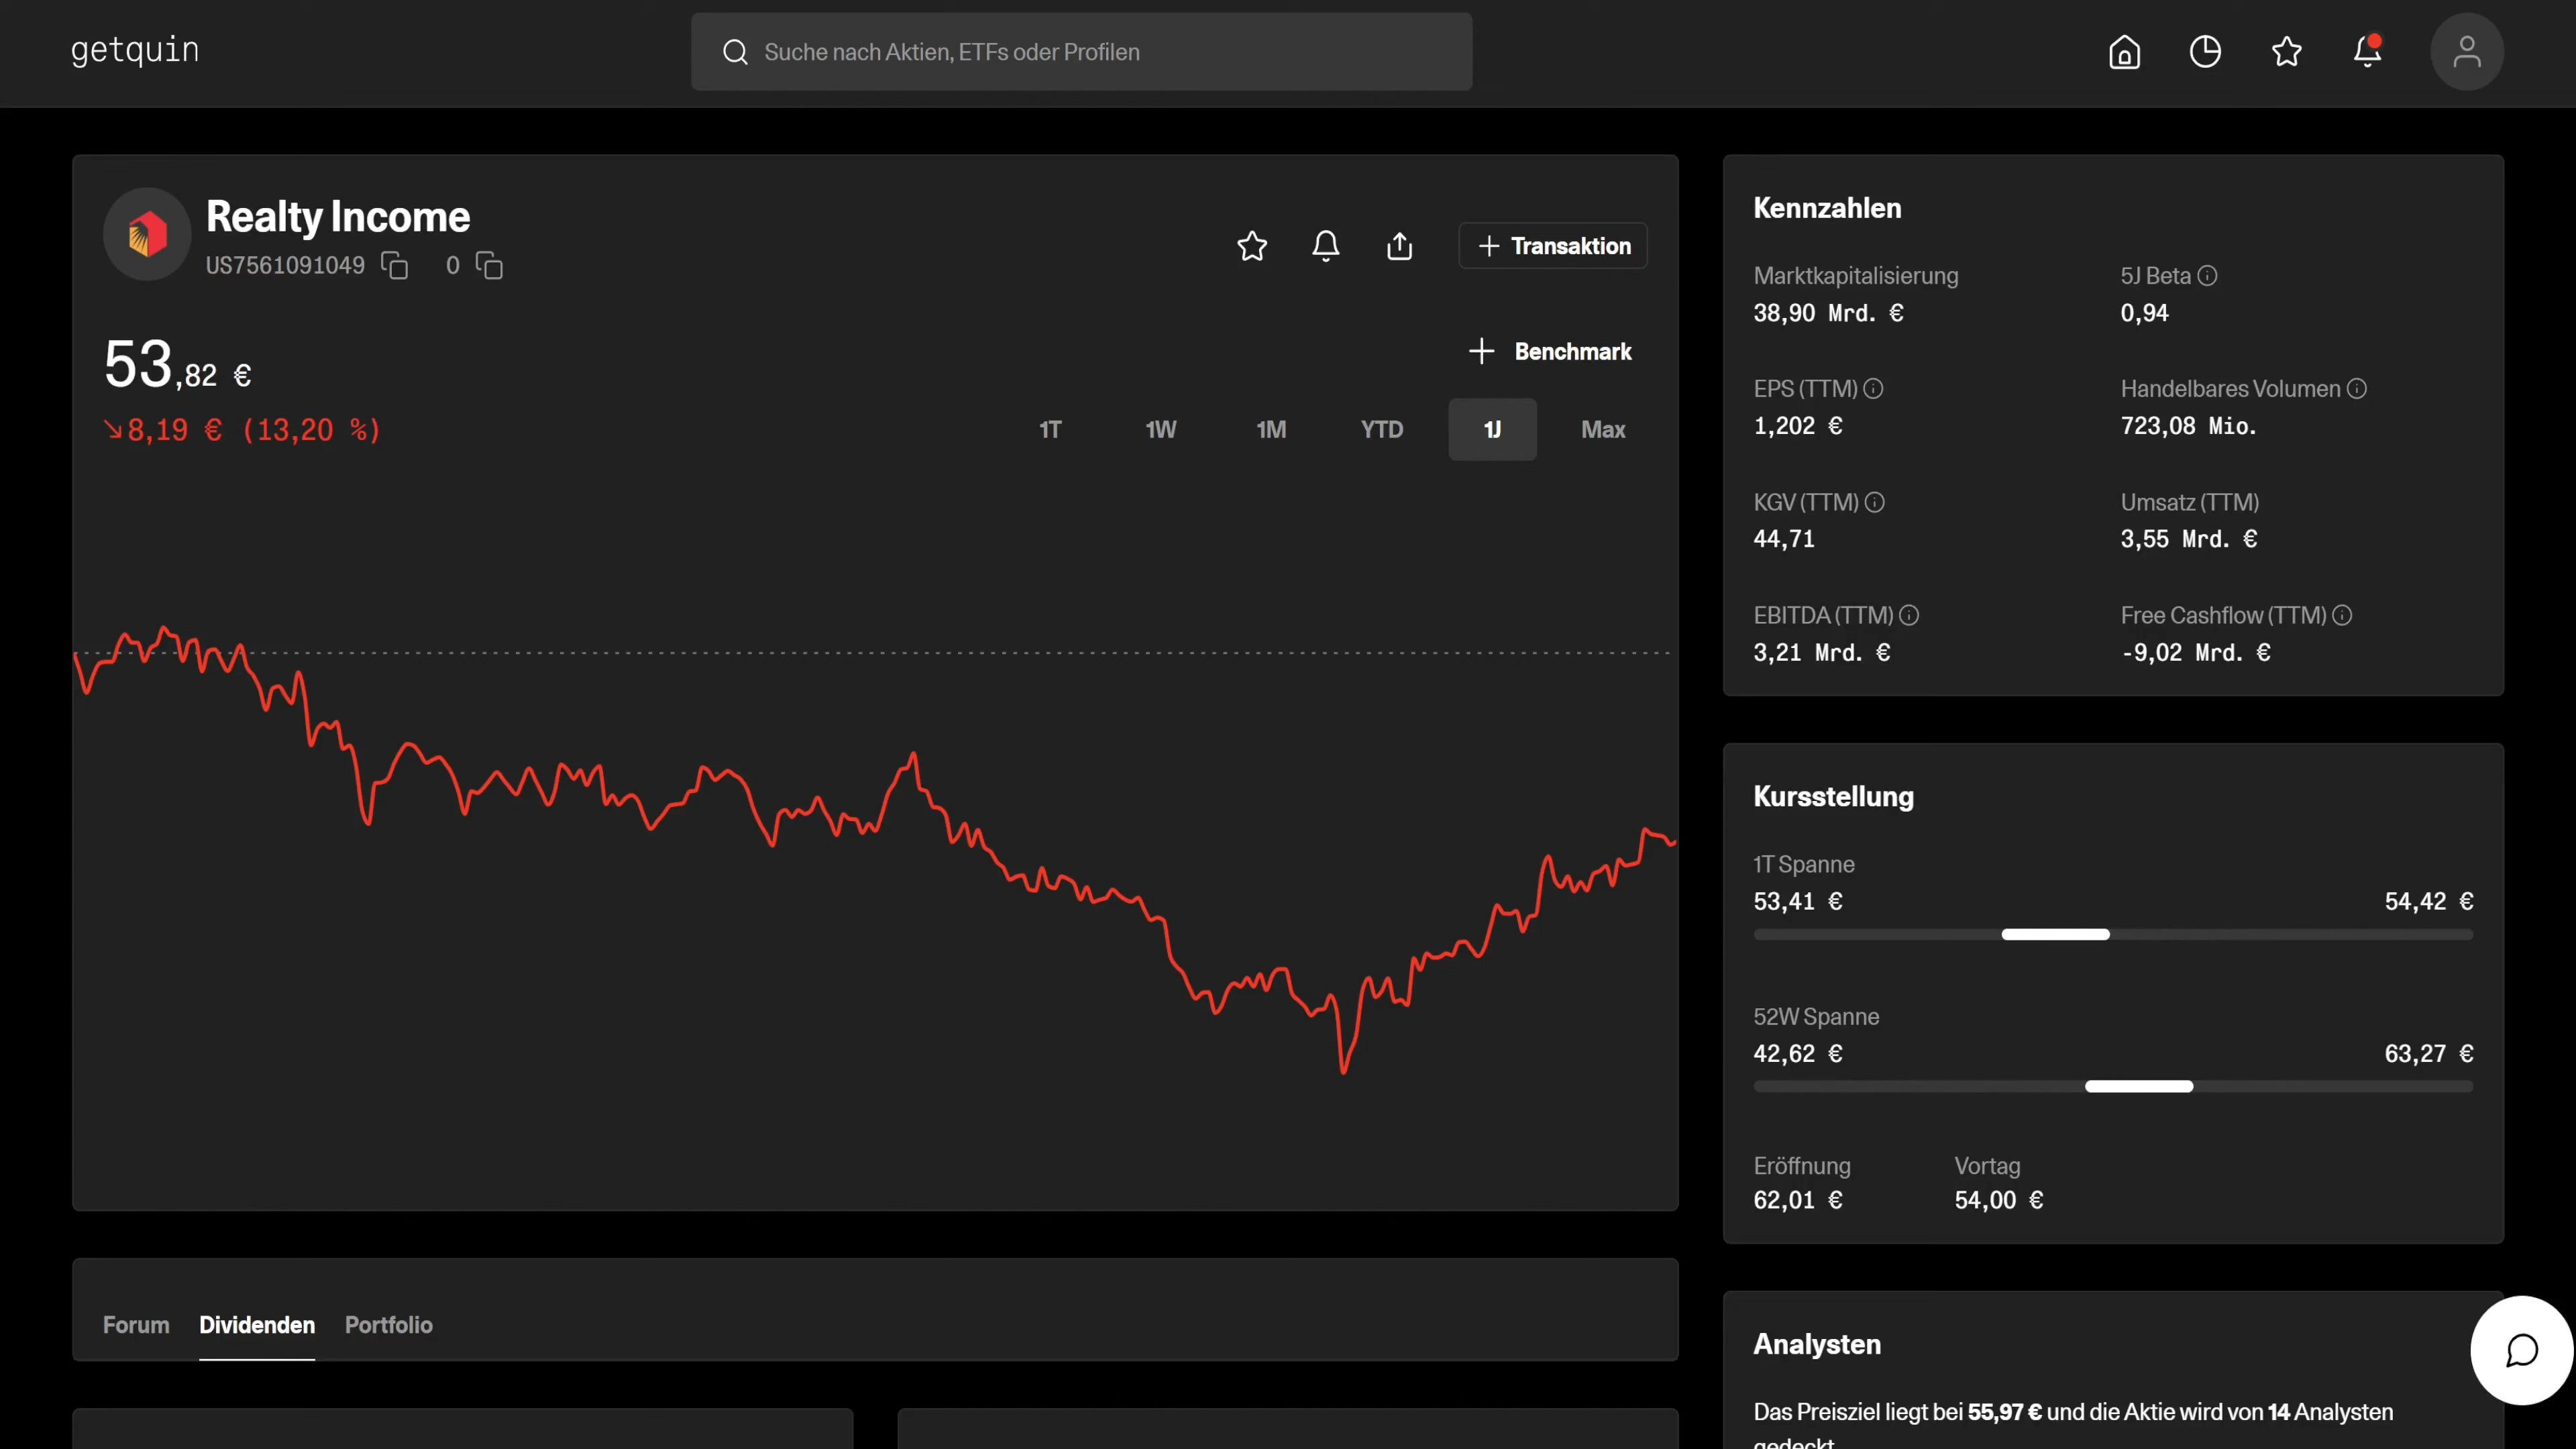 getquin
Suche nach Aktien, ETFs oder Profilen
Realty Income
US7561091049 0
Transaktion
53,82 €
8,19 € (13,20 %)
Benchmark
1T 1W 1M YTD 1J Max
Forum Dividenden Portfolio
Kennzahlen
Marktkapitalisierung 5J Beta
38,90 Mrd. € 0,94
EPS (TTM) Handelbares Volumen
1,202 € 723,08 Mio.
KGV (TTM) Umsatz (TTM)
44,71 3,55 Mrd. €
EBITDA (TTM) Free Cashflow (TTM)
3,21 Mrd. € -9,02 Mrd. €
Kursstellung
1T Spanne
53,41 € 54,42 €
52W Spanne
42,62 € 63,27 €
Eröffnung Vortag
62,01 € 54,00 €
Analysten
Das Preisziel liegt bei 55,97 € und die Aktie wird von 14 Analysten
gedeckt